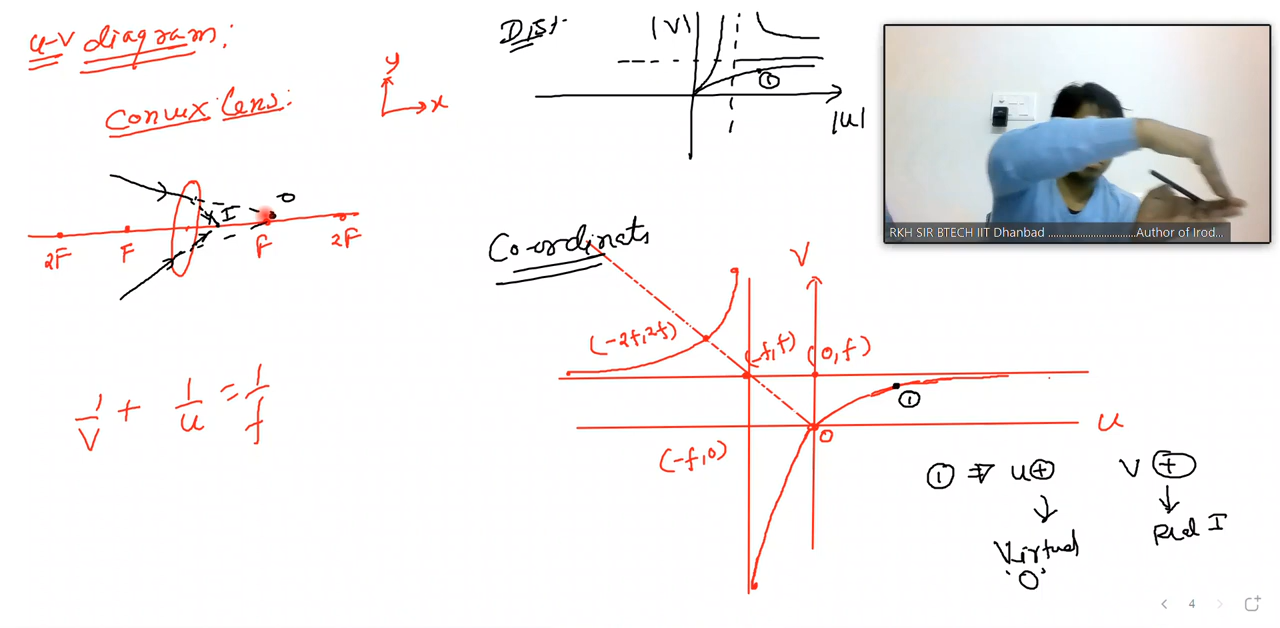 u-v diagram:
Convex lens:
y
x
O
I
2F
F
F
2F
1/v + 1/u = 1/f
Dist:
|V|
①
|u|
RKH SIR BTECH IIT Dhanbad ................................Author of Irod...
Co-ordinats
V
(-2f,2f)
(-f,f)
(0,f)
①
O
u
(-f,0)
① ⇒ u⊕ V ⊕
Virtual
'O'
Real I
4